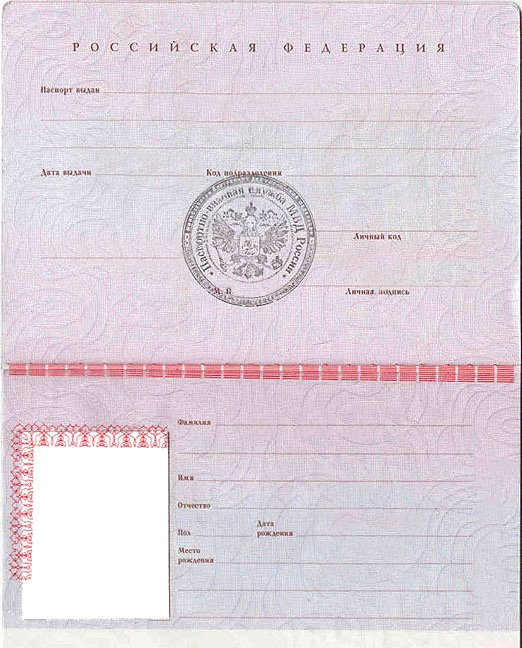 РОССИЙСКАЯ ФЕДЕРАЦИЯ
Паспорт выдан
Дата выдачи
Код подразделения
Паспортно-визовая служба МВД России
Личный код
М. П.
Личная подпись
Фамилия
Имя
Отчество
Пол
Дата рождения
Место рождения